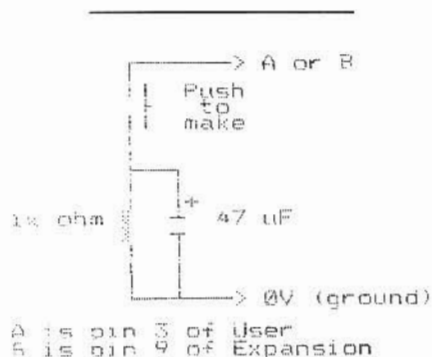 A or B
Push
to
make
1k ohm
47 uF
+
0V (ground)
A is pin 3 of User
B is pin 9 of Expansion